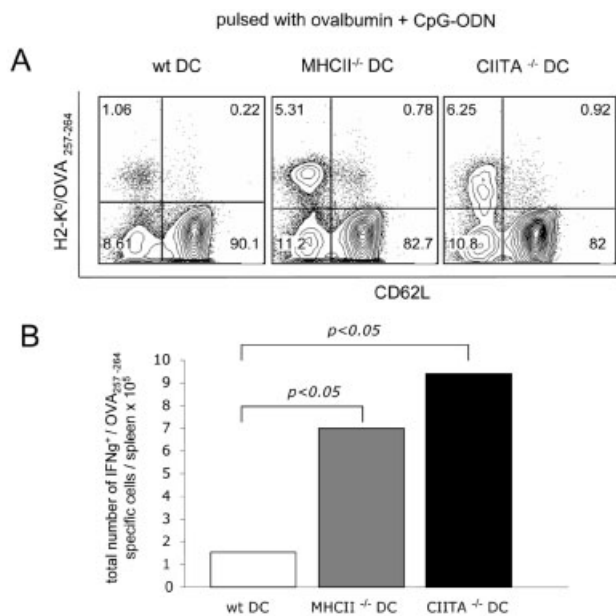 pulsed with ovalbumin + CpG-ODN
A
wt DC
MHCII-/- DC
CIITA -/- DC
H2-Kb/OVA 257-264
1.06 0.22
8.61 90.1
5.31 0.78
11.2 82.7
6.25 0.92
10.8 82
CD62L
B
total number of IFNg+ / OVA257-264
specific cells / spleen x 10⁵
10
9
8
7
6
5
4
3
2
1
0
p<0.05
p<0.05
wt DC
MHCII -/- DC
CIITA -/- DC